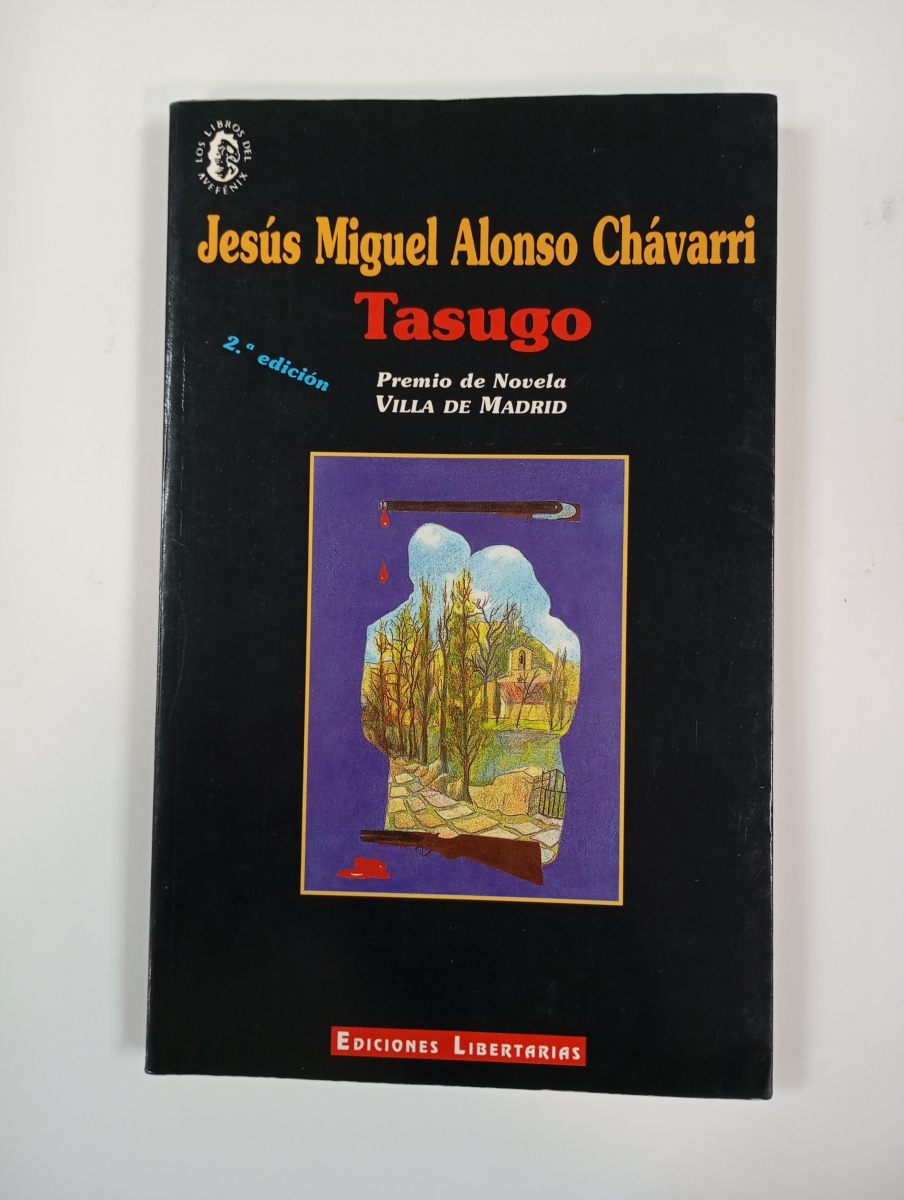 LOS LIBROS DEL
AVEFÉNIX
Jesús Miguel Alonso Chávarri
Tasugo
2.ª edición
Premio de Novela
VILLA DE MADRID
EDICIONES LIBERTARIAS